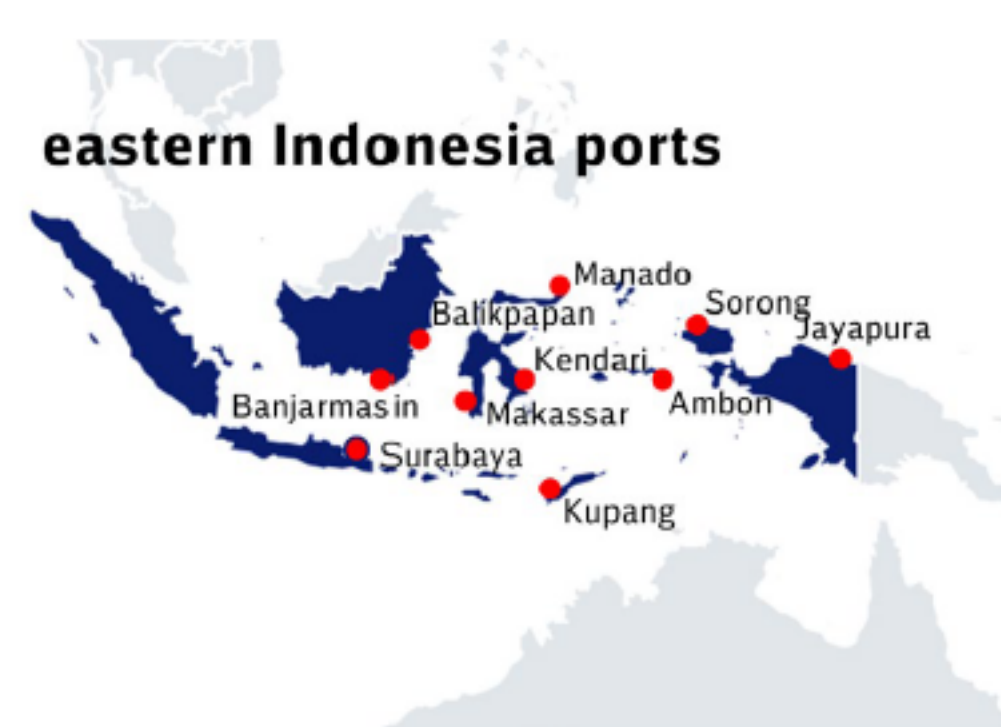 eastern Indonesia ports
Manado
Sorong
Balikpapan
Jayapura
Kendari
Banjarmasin
Makassar
Ambon
Surabaya
Kupang